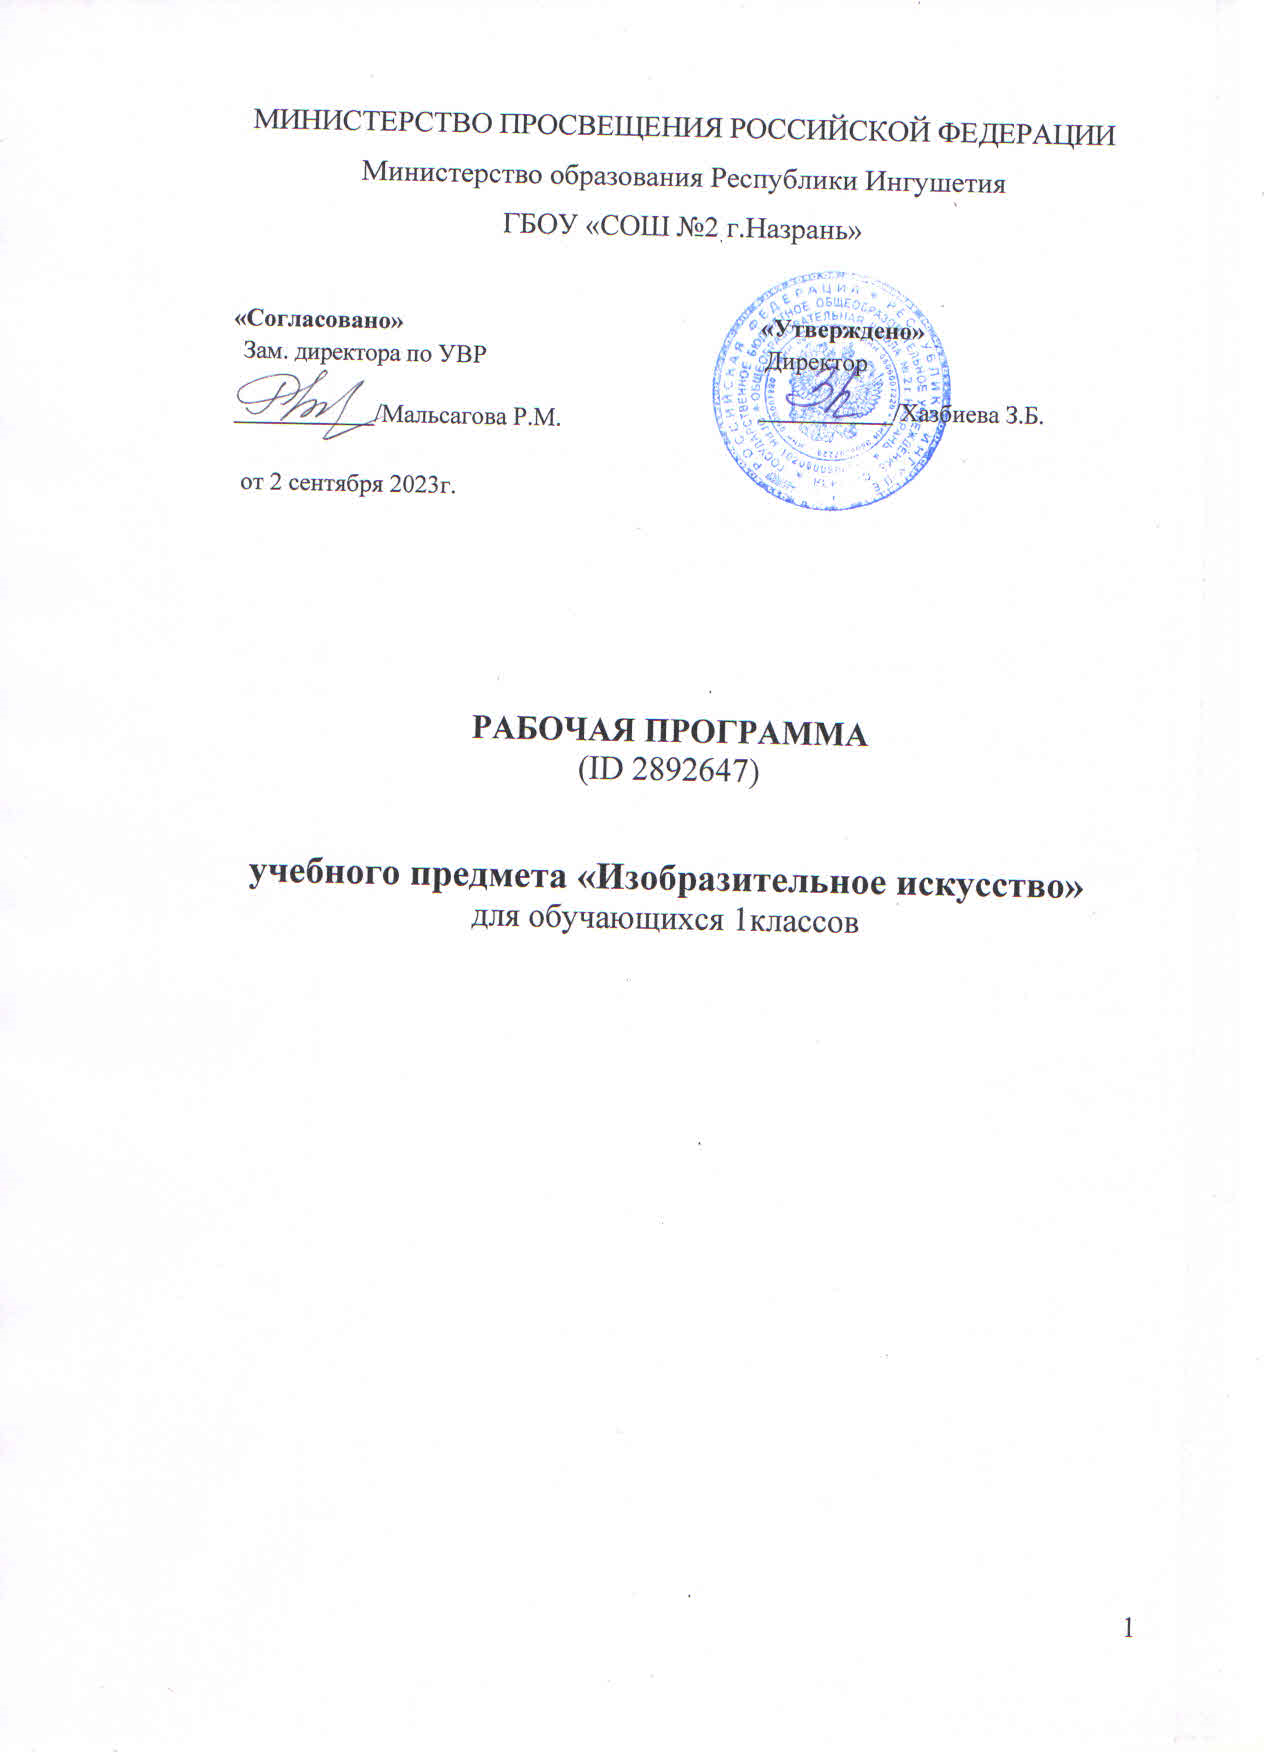 МИНИСТЕРСТВО ПРОСВЕЩЕНИЯ РОССИЙСКОЙ ФЕДЕРАЦИИ
Министерство образования Республики Ингушетия
ГБОУ «СОШ №2 г.Назрань»
«Согласовано»
Зам. директора по УВР
/Мальсагова Р.М.
от 2 сентября 2023г.
«Утверждено»
Директор
/Хазбиева З.Б.
РАБОЧАЯ ПРОГРАММА
(ID 2892647)
учебного предмета «Изобразительное искусство»
для обучающихся 1классов
1